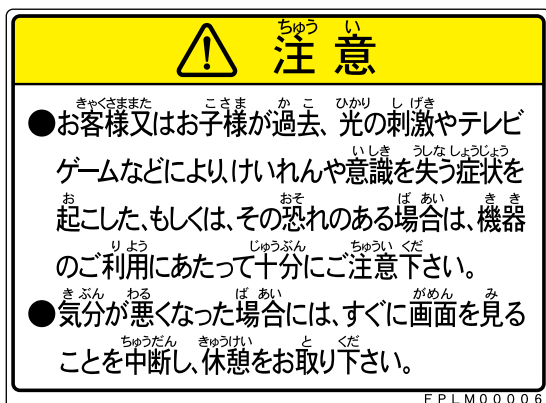 注意
●お客様又はお子様が過去、光の刺激やテレビ
ゲームなどにより、けいれんや意識を失う症状を
起こした、もしくは、その恐れのある場合は、機器
のご利用にあたって十分にご注意下さい。
●気分が悪くなった場合には、すぐに画面を見る
ことを中断し、休憩をお取り下さい。
FPLM00006